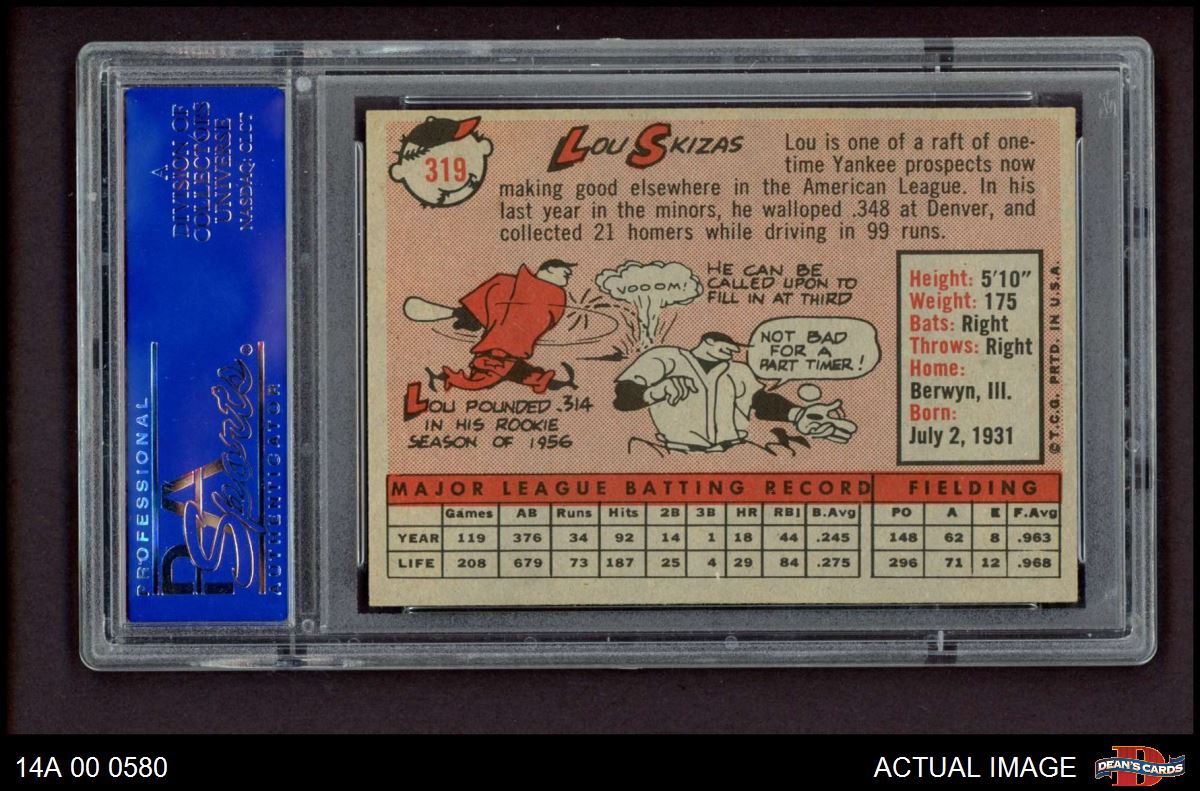 A
DIVISION OF
COLLECTORS
UNIVERSE
NASDAQ: CLCT
PROFESSIONAL
PSA
Sports
AUTHENTICATOR
319
LOU SKIZAS
Lou is one of a raft of one-
time Yankee prospects now
making good elsewhere in the American League. In his
last year in the minors, he walloped .348 at Denver, and
collected 21 homers while driving in 99 runs.
VOOOM!
HE CAN BE
CALLED UPON TO
FILL IN AT THIRD
NOT BAD
FOR A
PART TIMER!
LOU POUNDED .314
IN HIS ROOKIE
SEASON OF 1956
Height: 5'10"
Weight: 175
Bats: Right
Throws: Right
Home:
Berwyn, Ill.
Born:
July 2, 1931
© T.C.G. PRTD. IN U.S.A.
MAJOR LEAGUE BATTING RECORD FIELDING
Games AB Runs Hits 2B 3B HR RBI B.Avg PO A E F.Avg
YEAR 119 376 34 92 14 1 18 44 .245 148 62 8 .963
LIFE 208 679 73 187 25 4 29 84 .275 296 71 12 .968
14A 00 0580
ACTUAL IMAGE
DEAN'S CARDS